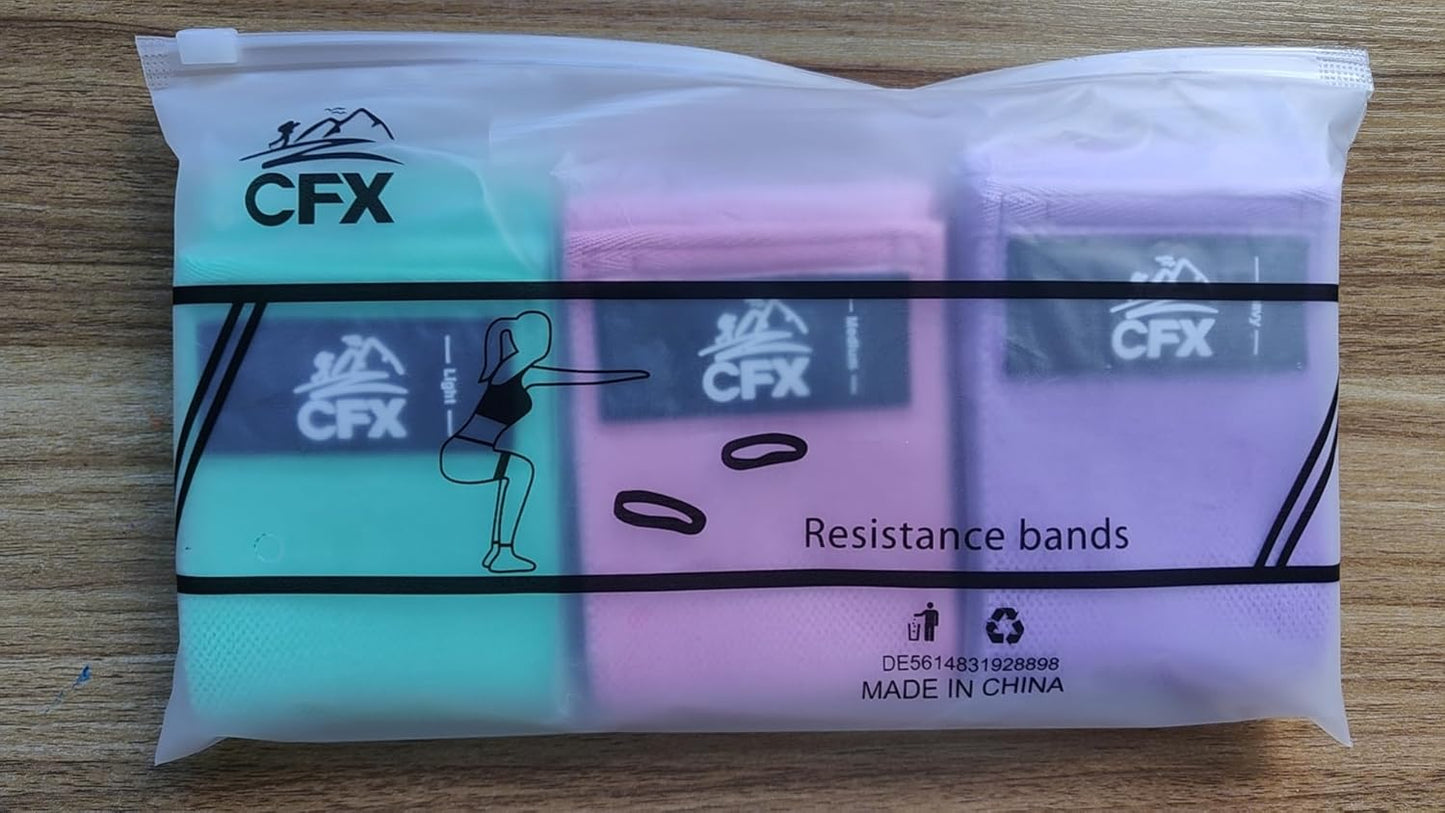 CFX
CFX
Light
CFX
Medium
CFX
Resistance bands
DE5614831928898
MADE IN CHINA